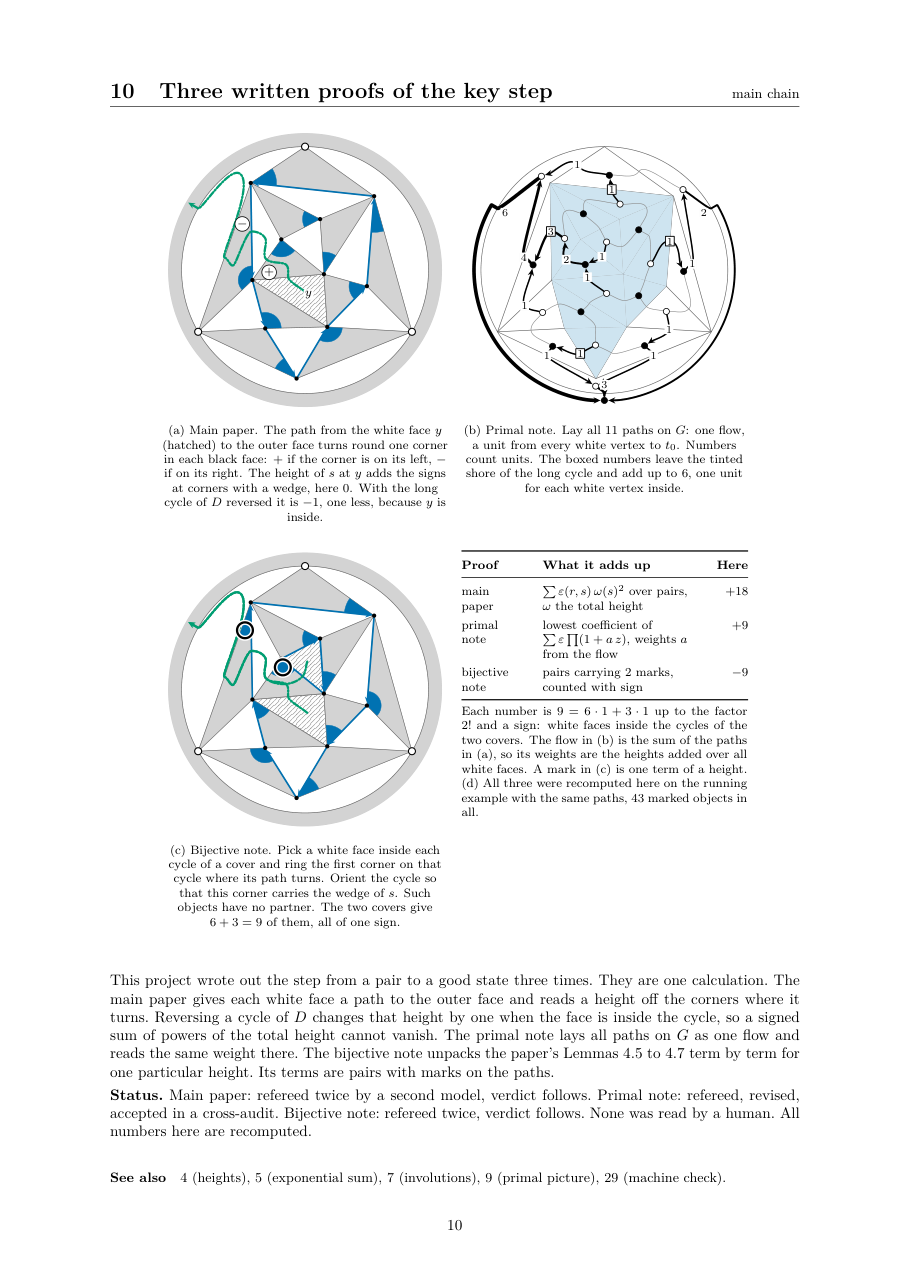 10 Three written proofs of the key step
main chain
−
+
y
1
1
6
2
3
1
4
2
1
1
1
1
1
1
1
1
3
(a) Main paper. The path from the white face y
(hatched) to the outer face turns round one corner
in each black face: + if the corner is on its left, −
if on its right. The height of s at y adds the signs
at corners with a wedge, here 0. With the long
cycle of D reversed it is −1, one less, because y is
inside.
(b) Primal note. Lay all 11 paths on G: one flow,
a unit from every white vertex to t₀. Numbers
count units. The boxed numbers leave the tinted
shore of the long cycle and add up to 6, one unit
for each white vertex inside.
(c) Bijective note. Pick a white face inside each
cycle of a cover and ring the first corner on that
cycle where its path turns. Orient the cycle so
that this corner carries the wedge of s. Such
objects have no partner. The two covers give
6 + 3 = 9 of them, all of one sign.
Proof What it adds up Here
main ∑ ε(r, s) ω(s)² over pairs, +18
paper ω the total height
primal lowest coefficient of +9
note ∑ ε ∏(1 + a z), weights a
from the flow
bijective pairs carrying 2 marks, −9
note counted with sign
Each number is 9 = 6 · 1 + 3 · 1 up to the factor
2! and a sign: white faces inside the cycles of the
two covers. The flow in (b) is the sum of the paths
in (a), so its weights are the heights added over all
white faces. A mark in (c) is one term of a height.
(d) All three were recomputed here on the running
example with the same paths, 43 marked objects in
all.
This project wrote out the step from a pair to a good state three times. They are one calculation. The
main paper gives each white face a path to the outer face and reads a height off the corners where it
turns. Reversing a cycle of D changes that height by one when the face is inside the cycle, so a signed
sum of powers of the total height cannot vanish. The primal note lays all paths on G as one flow and
reads the same weight there. The bijective note unpacks the paper's Lemmas 4.5 to 4.7 term by term for
one particular height. Its terms are pairs with marks on the paths.
Status. Main paper: refereed twice by a second model, verdict follows. Primal note: refereed, revised,
accepted in a cross-audit. Bijective note: refereed twice, verdict follows. None was read by a human. All
numbers here are recomputed.
See also 4 (heights), 5 (exponential sum), 7 (involutions), 9 (primal picture), 29 (machine check).
10